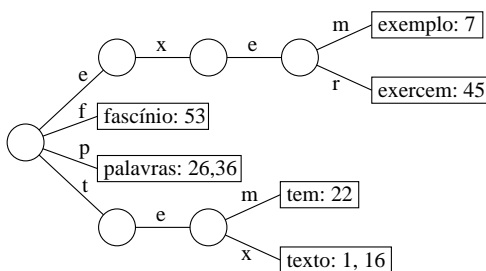 m
exemplo: 7
x
e
e
r
exercem: 45
f
fascínio: 53
p
palavras: 26,36
t
m
tem: 22
e
x
texto: 1, 16